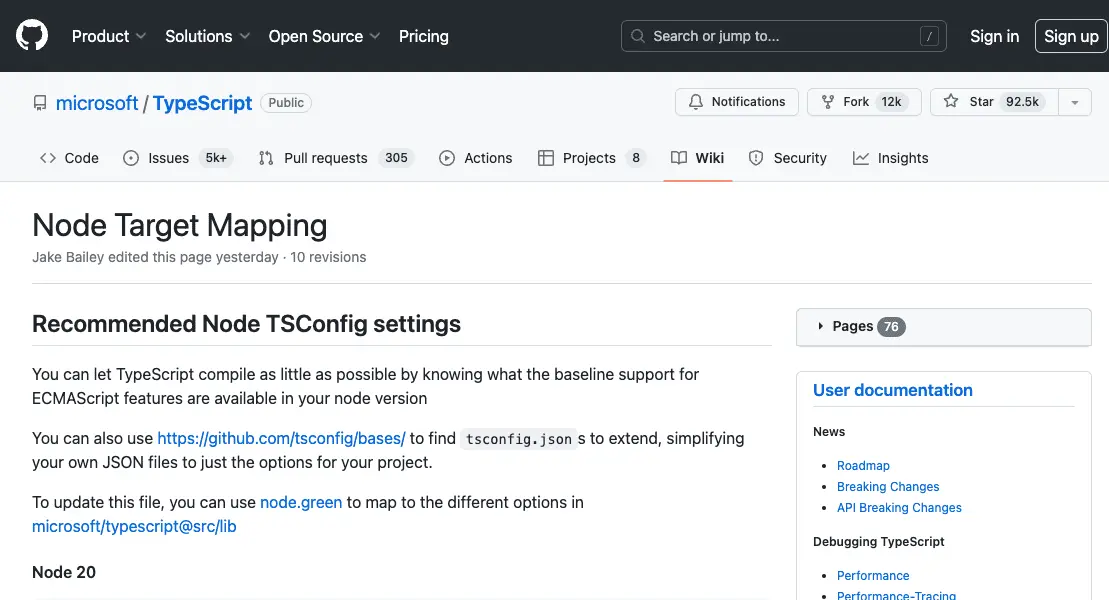 Product Solutions Open Source Pricing Search or jump to... / Sign in Sign up
microsoft / TypeScript Public Notifications Fork 12k Star 92.5k
Code Issues 5k+ Pull requests 305 Actions Projects 8 Wiki Security Insights
Node Target Mapping
Jake Bailey edited this page yesterday · 10 revisions
Recommended Node TSConfig settings
You can let TypeScript compile as little as possible by knowing what the baseline support for
ECMAScript features are available in your node version
You can also use https://github.com/tsconfig/bases/ to find tsconfig.json s to extend, simplifying
your own JSON files to just the options for your project.
To update this file, you can use node.green to map to the different options in
microsoft/typescript@src/lib
Node 20
Pages 76
User documentation
News
Roadmap
Breaking Changes
API Breaking Changes
Debugging TypeScript
Performance
Performance-Tracing